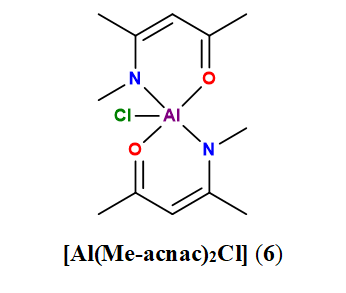 N
O
Cl
Al
O
N
[Al(Me-acnac)₂Cl] (6)